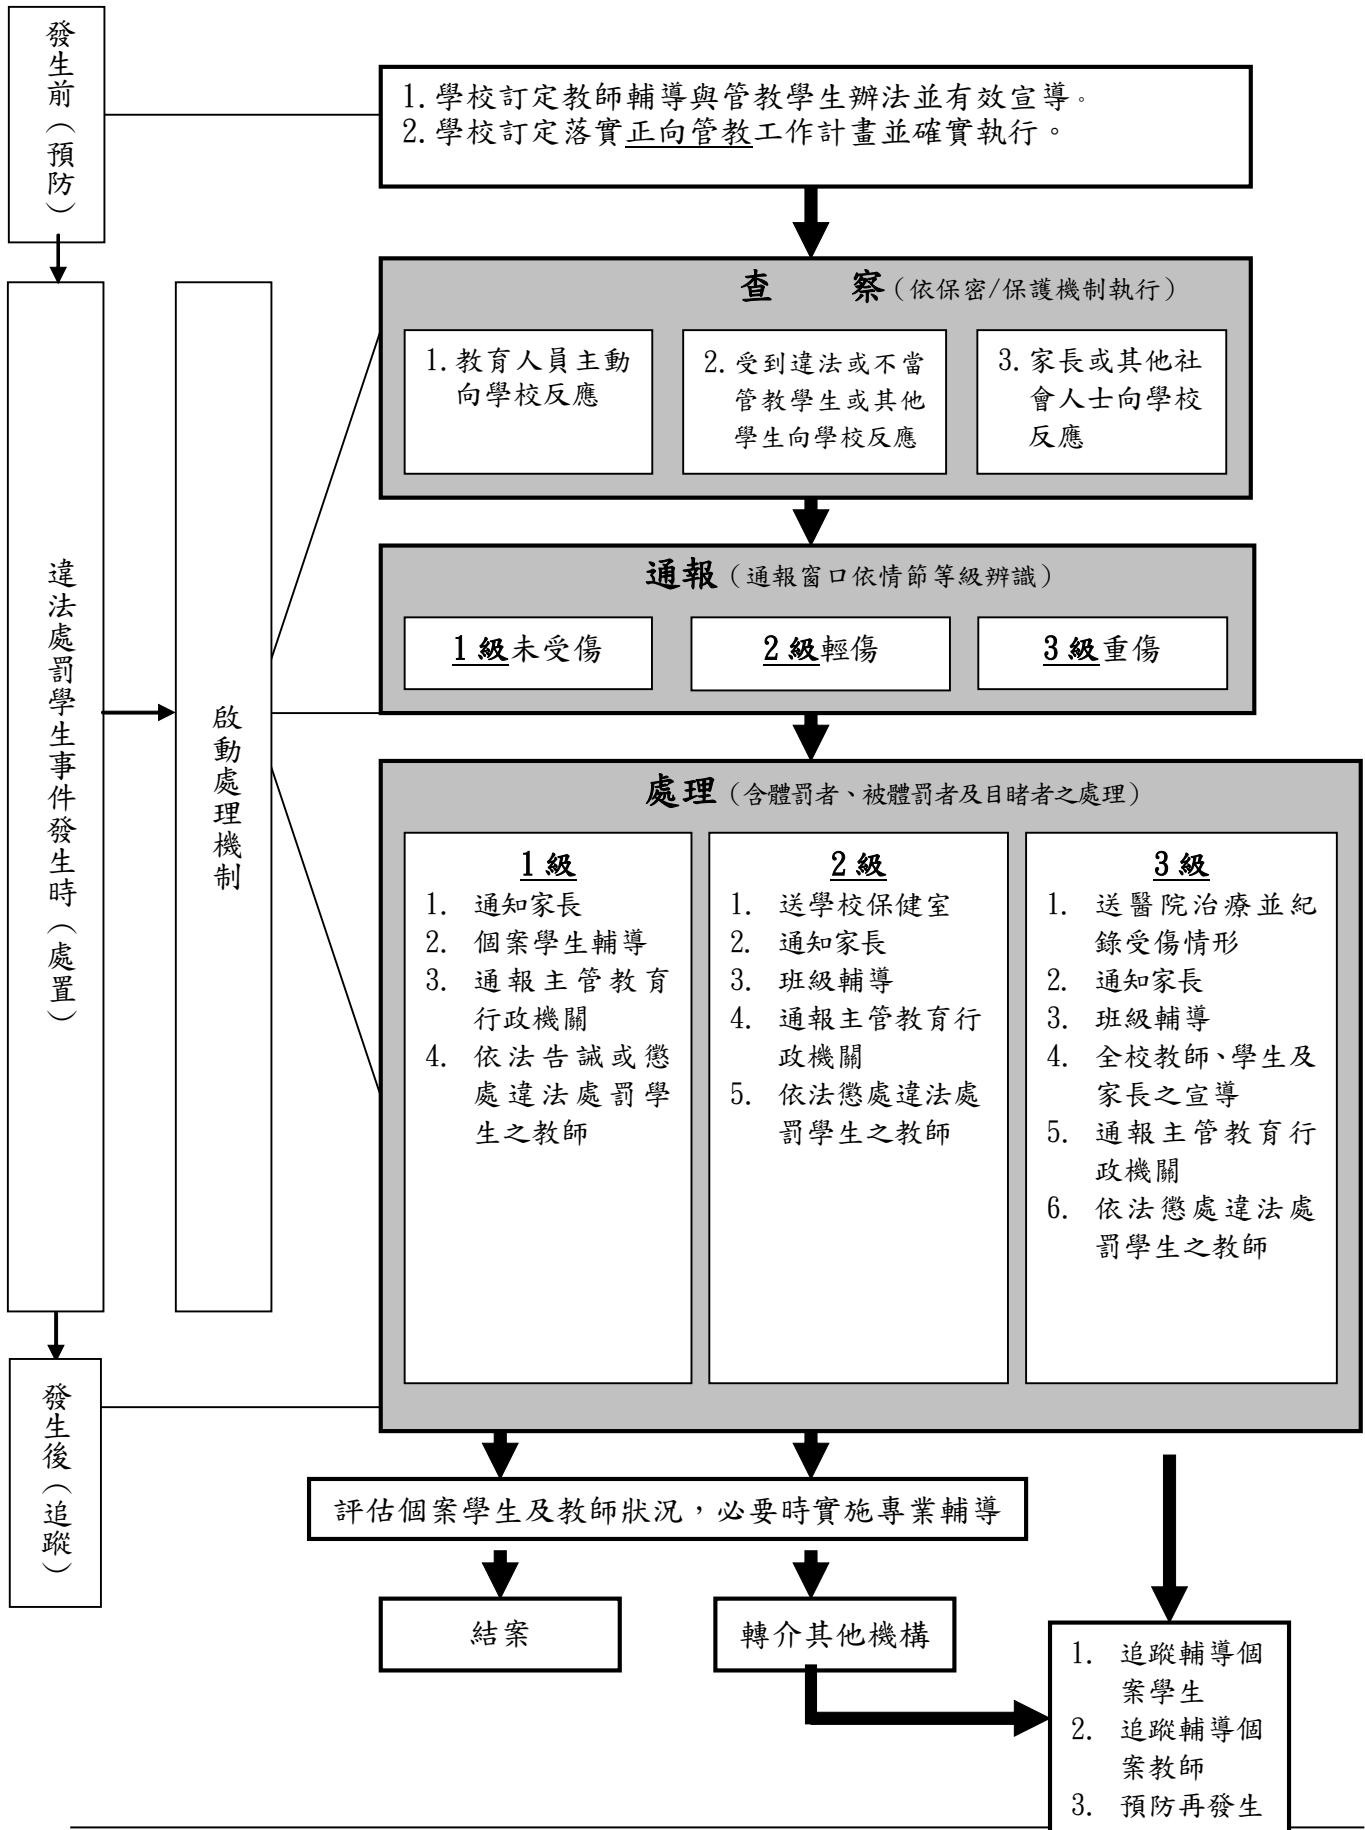 發生前（預防）
1.學校訂定教師輔導與管教學生辦法並有效宣導。
2.學校訂定落實正向管教工作計畫並確實執行。
查　　察（依保密/保護機制執行）
1.教育人員主動
向學校反應
2.受到違法或不當
管教學生或其他
學生向學校反應
3.家長或其他社
會人士向學校
反應
違法處罰學生事件發生時（處置）
啟動處理機制
通報（通報窗口依情節等級辨識）
1級未受傷
2級輕傷
3級重傷
處理（含體罰者、被體罰者及目睹者之處理）
1級
1. 通知家長
2. 個案學生輔導
3. 通報主管教育
行政機關
4. 依法告誡或懲
處違法處罰學
生之教師
2級
1. 送學校保健室
2. 通知家長
3. 班級輔導
4. 通報主管教育行
政機關
5. 依法懲處違法處
罰學生之教師
3級
1. 送醫院治療並紀
錄受傷情形
2. 通知家長
3. 班級輔導
4. 全校教師、學生及
家長之宣導
5. 通報主管教育行
政機關
6. 依法懲處違法處
罰學生之教師
發生後（追蹤）
評估個案學生及教師狀況，必要時實施專業輔導
結案
轉介其他機構
1. 追蹤輔導個
案學生
2. 追蹤輔導個
案教師
3. 預防再發生